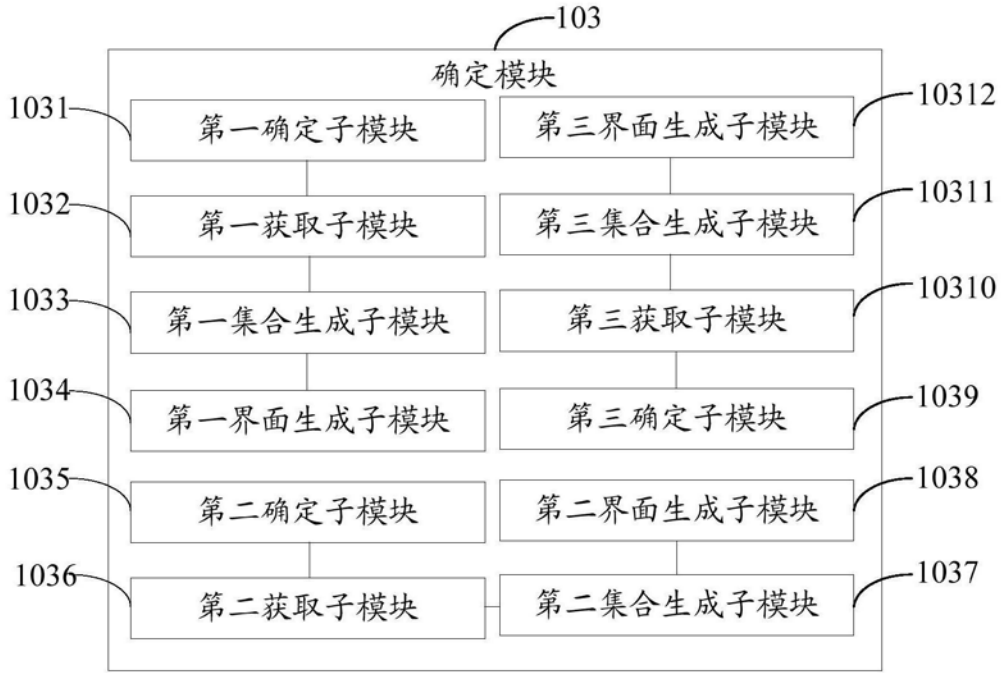 103
确定模块
1031
第一确定子模块
1032
第一获取子模块
1033
第一集合生成子模块
1034
第一界面生成子模块
1035
第二确定子模块
1036
第二获取子模块
第三界面生成子模块
10312
第三集合生成子模块
10311
第三获取子模块
10310
第三确定子模块
1039
第二界面生成子模块
1038
第二集合生成子模块
1037